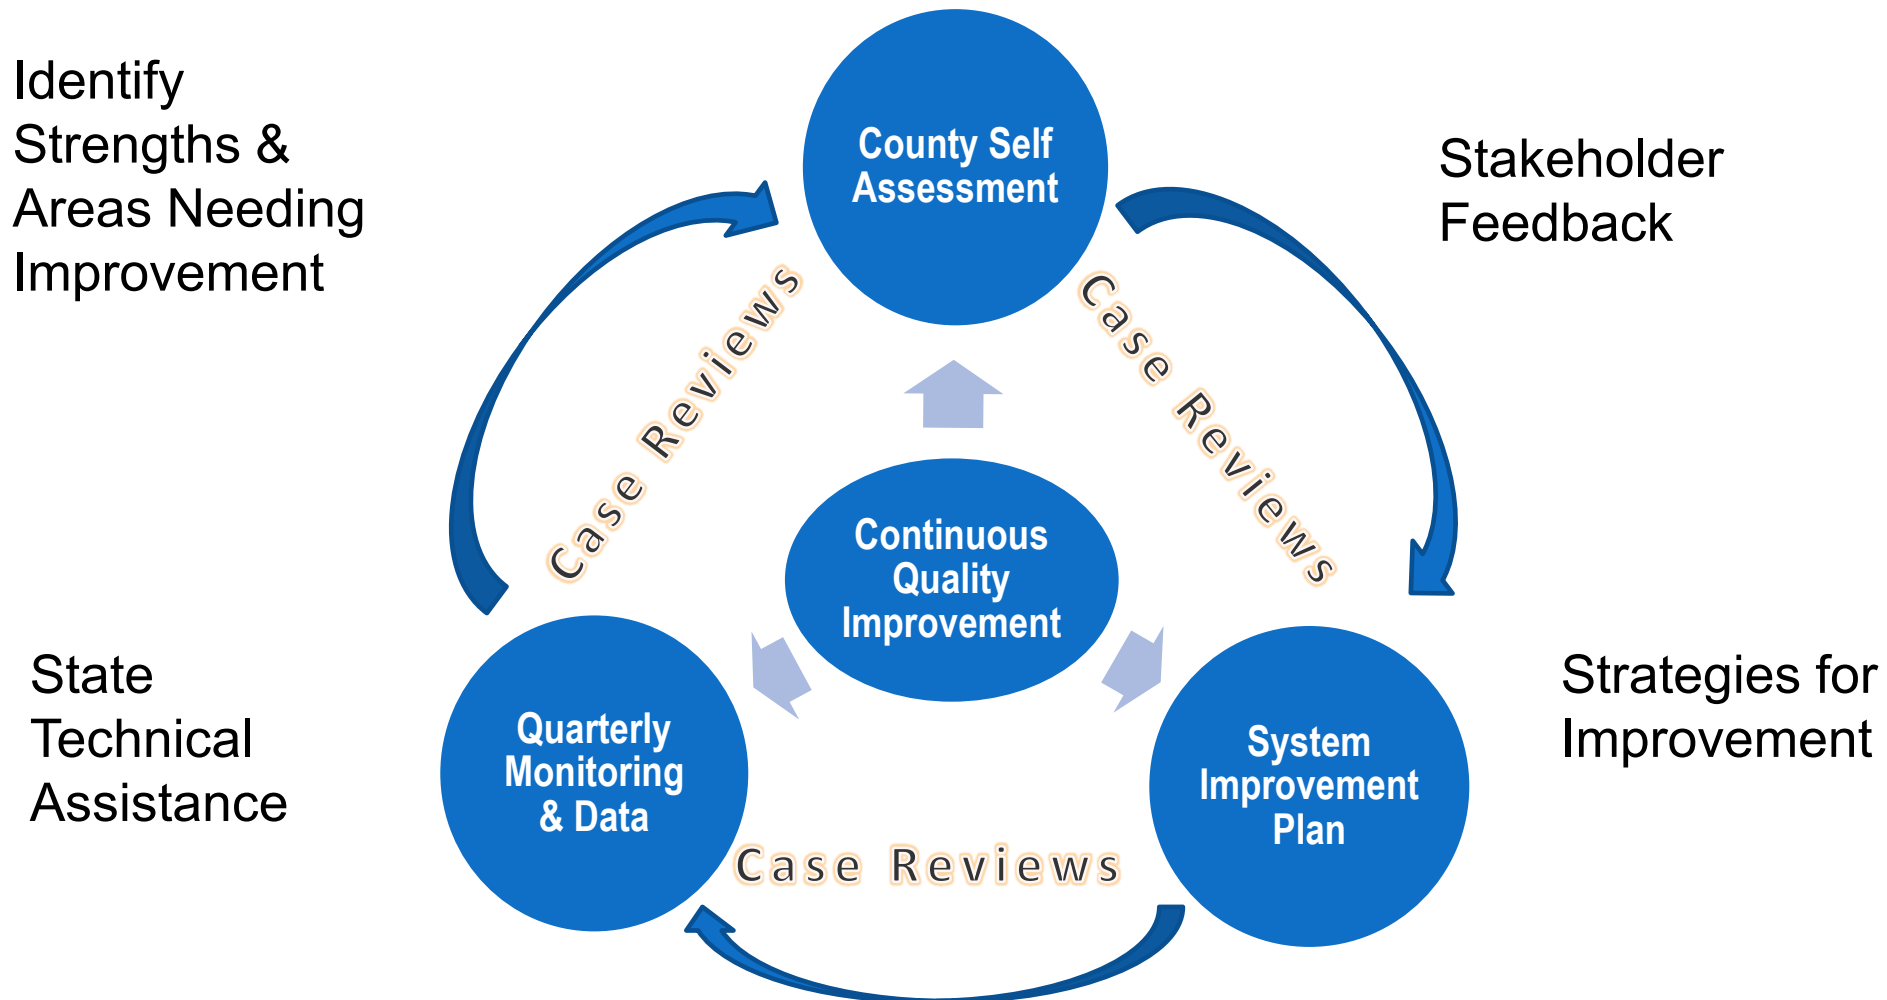 Identify
Strengths &
Areas Needing
Improvement
County Self
Assessment
Stakeholder
Feedback
Case Reviews
Case Reviews
Continuous
Quality
Improvement
State
Technical
Assistance
Quarterly
Monitoring
& Data
System
Improvement
Plan
Strategies for
Improvement
Case Reviews